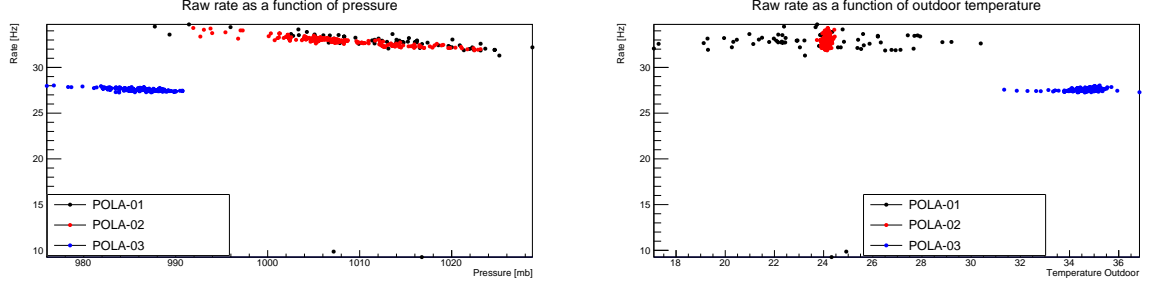 Raw rate as a function of pressure
Rate [Hz]
30
25
20
15
10
POLA-01
POLA-02
POLA-03
980 990 1000 1010 1020
Pressure [mb]
Raw rate as a function of outdoor temperature
Rate [Hz]
30
25
20
15
10
POLA-01
POLA-02
POLA-03
18 20 22 24 26 28 30 32 34 36
Temperature Outdoor